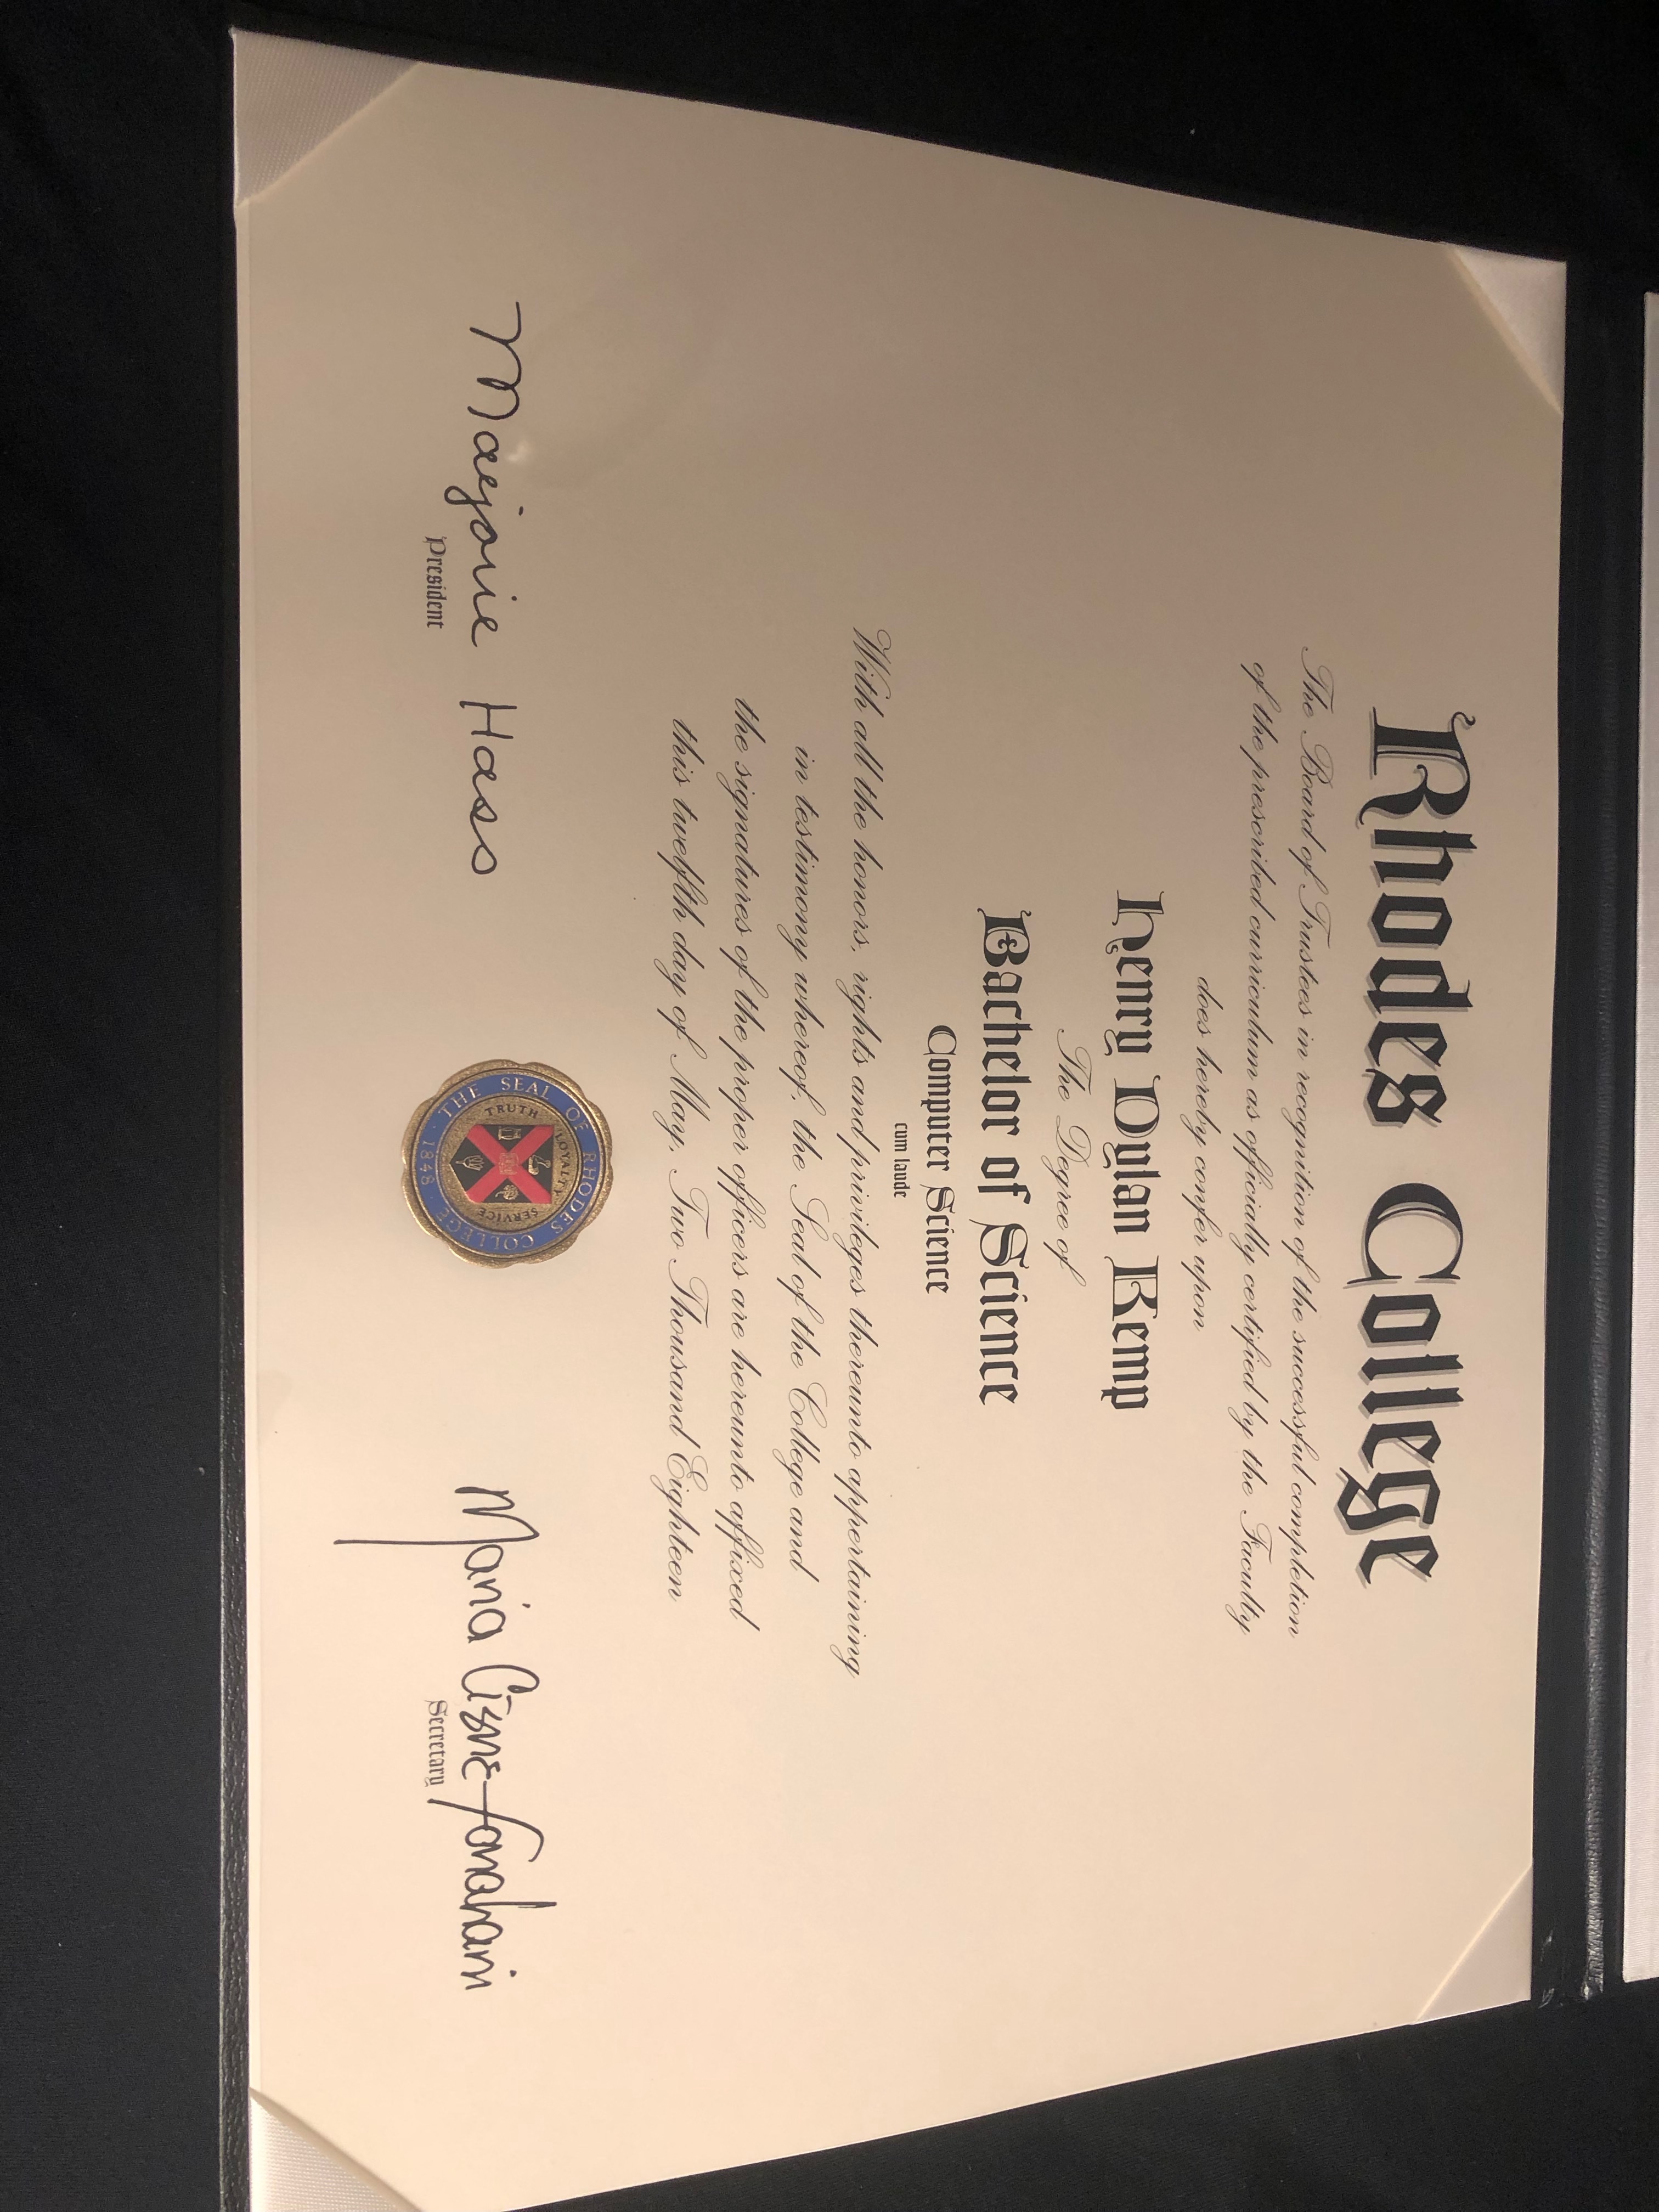 Rhodes College
The Board of Trustees in recognition of the successful completion
of the prescribed curriculum as officially certified by the Faculty
does hereby confer upon
Henry Dylan Kemp
The Degree of
Bachelor of Science
Computer Science
cum laude
With all the honors, rights and privileges thereunto appertaining
in testimony whereof, the Seal of the College and
the signatures of the proper officers are hereunto affixed
this twelfth day of May, Two Thousand Eighteen
Marjorie Hass
President
THE SEAL OF RHODES COLLEGE · 1848 ·
TRUTH LOYALTY SERVICE
Maria Cisne-Farahani
Secretary